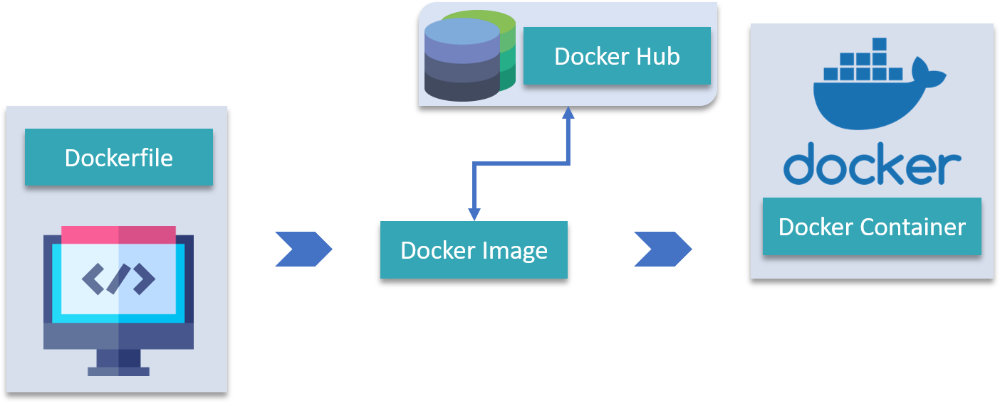 Docker Hub
Dockerfile
</>
docker
Docker Image
Docker Container